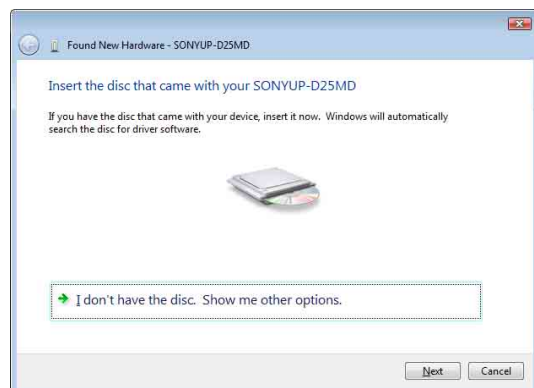 Found New Hardware - SONYUP-D25MD
Insert the disc that came with your SONYUP-D25MD
If you have the disc that came with your device, insert it now.  Windows will automatically
search the disc for driver software.
I don't have the disc.  Show me other options.
Next Cancel